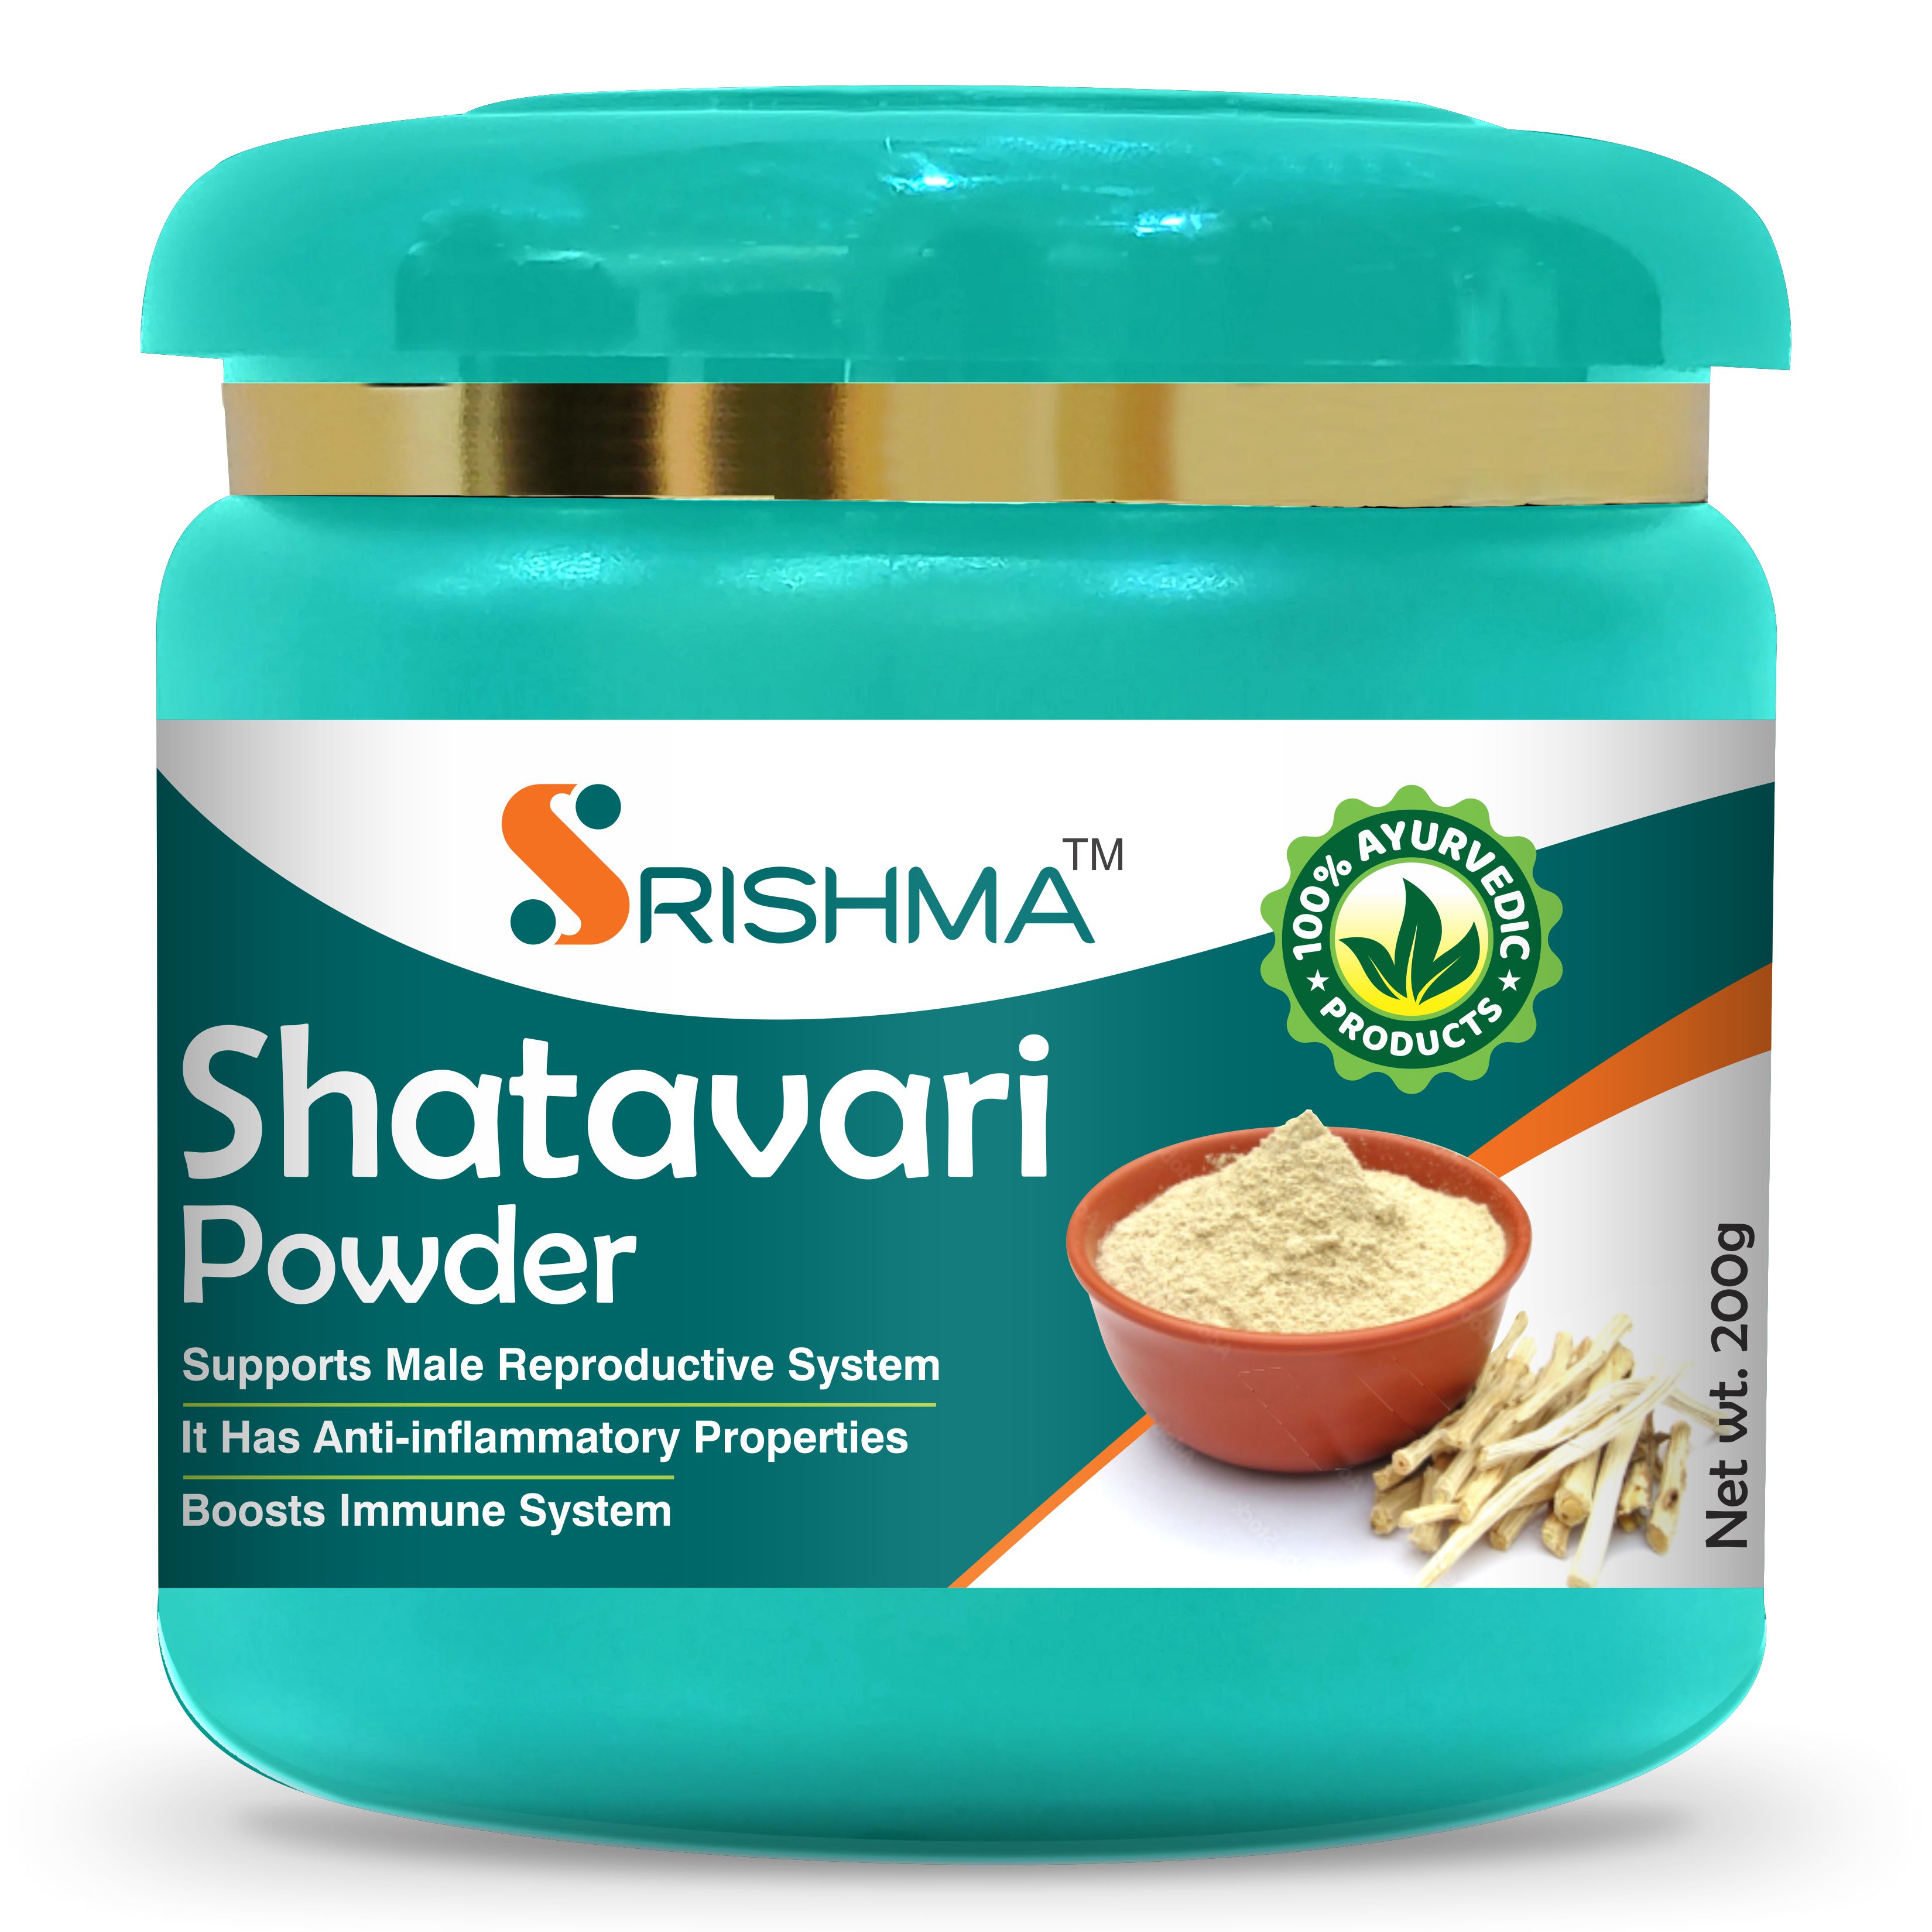 SRISHMA™
100% AYURVEDIC
PRODUCTS
Shatavari
Powder
Supports Male Reproductive System
It Has Anti-inflammatory Properties
Boosts Immune System
Net wt. 200g